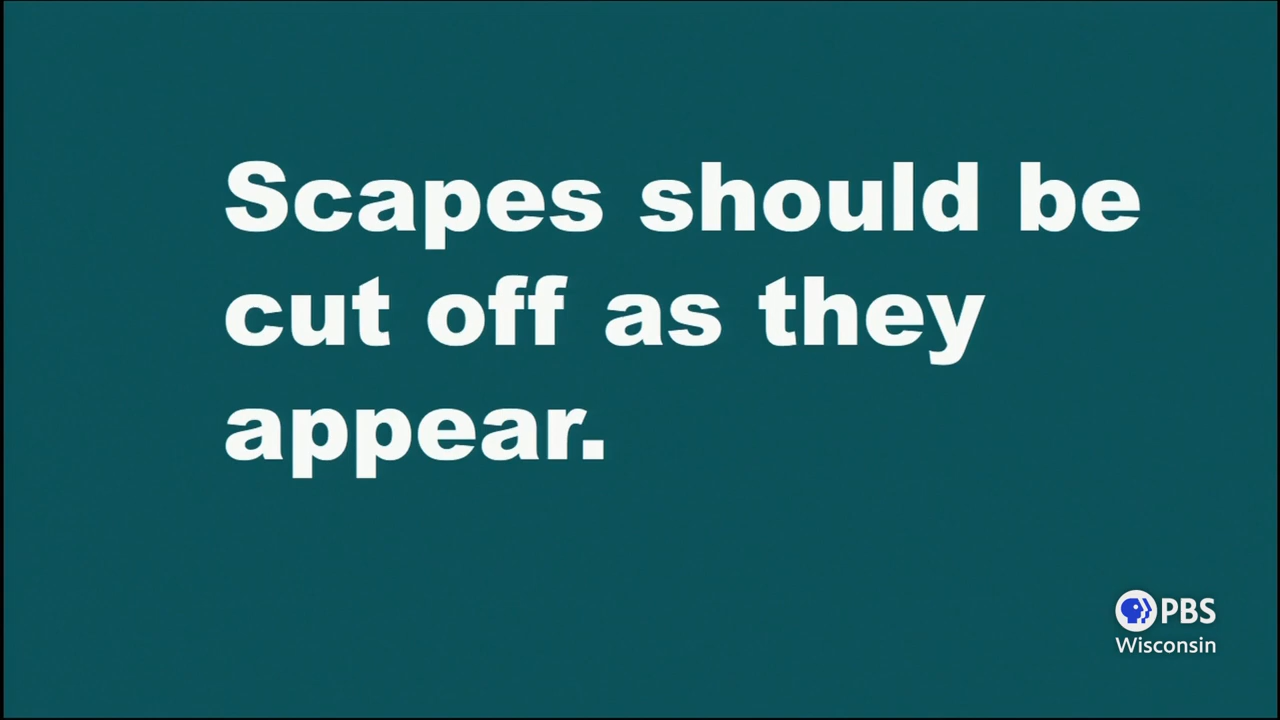 Scapes should be
cut off as they
appear.
PBS
Wisconsin